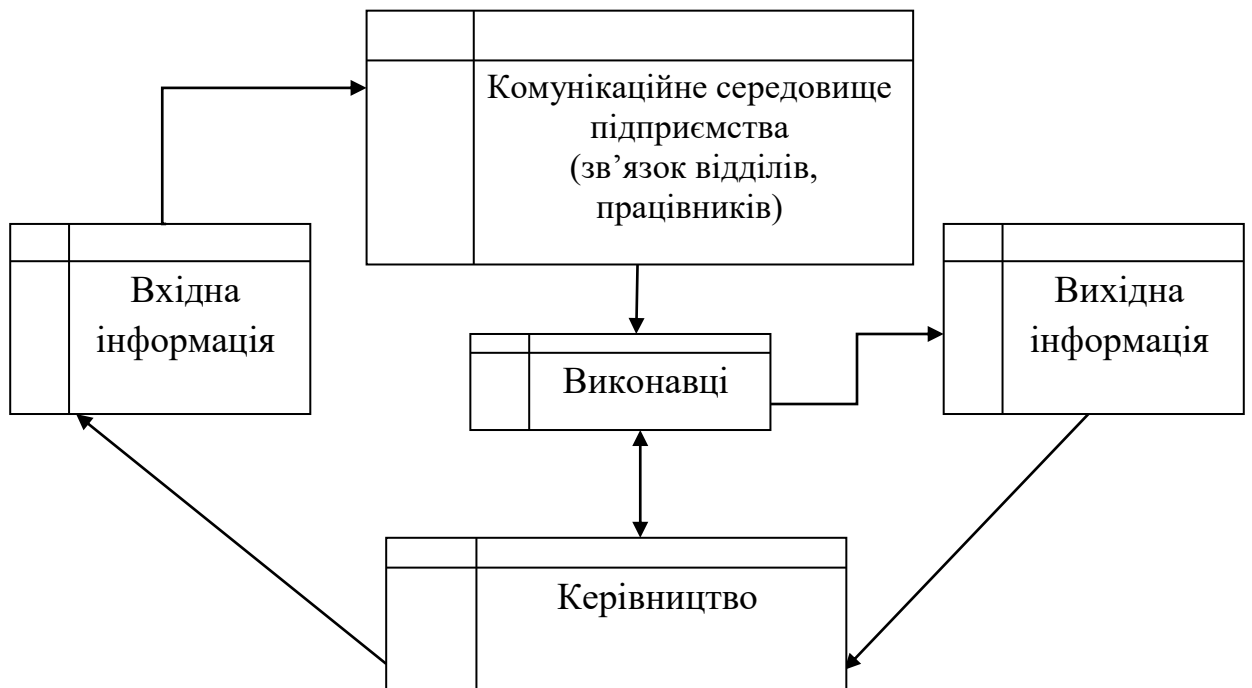 Комунікаційне середовище
підприємства
(зв’язок відділів,
працівників)
Вхідна
інформація
Вихідна
інформація
Виконавці
Керівництво